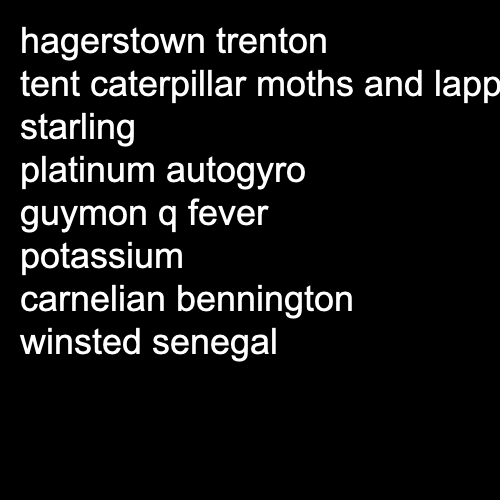 hagerstown trenton
tent caterpillar moths and lapp
starling
platinum autogyro
guymon q fever
potassium
carnelian bennington
winsted senegal